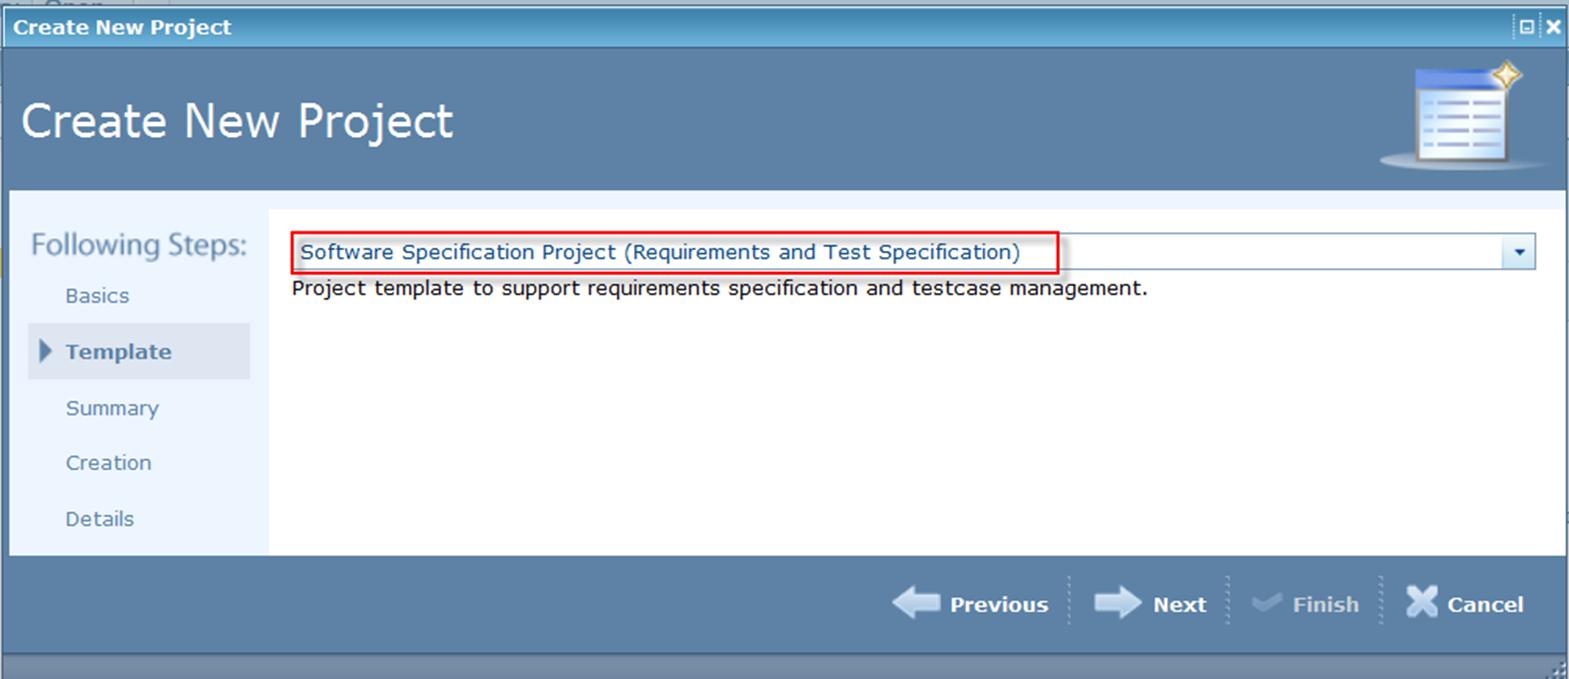 Create New Project
Create New Project
Following Steps:
Basics
Template
Summary
Creation
Details
Software Specification Project (Requirements and Test Specification)
Project template to support requirements specification and testcase management.
Previous
Next
Finish
Cancel